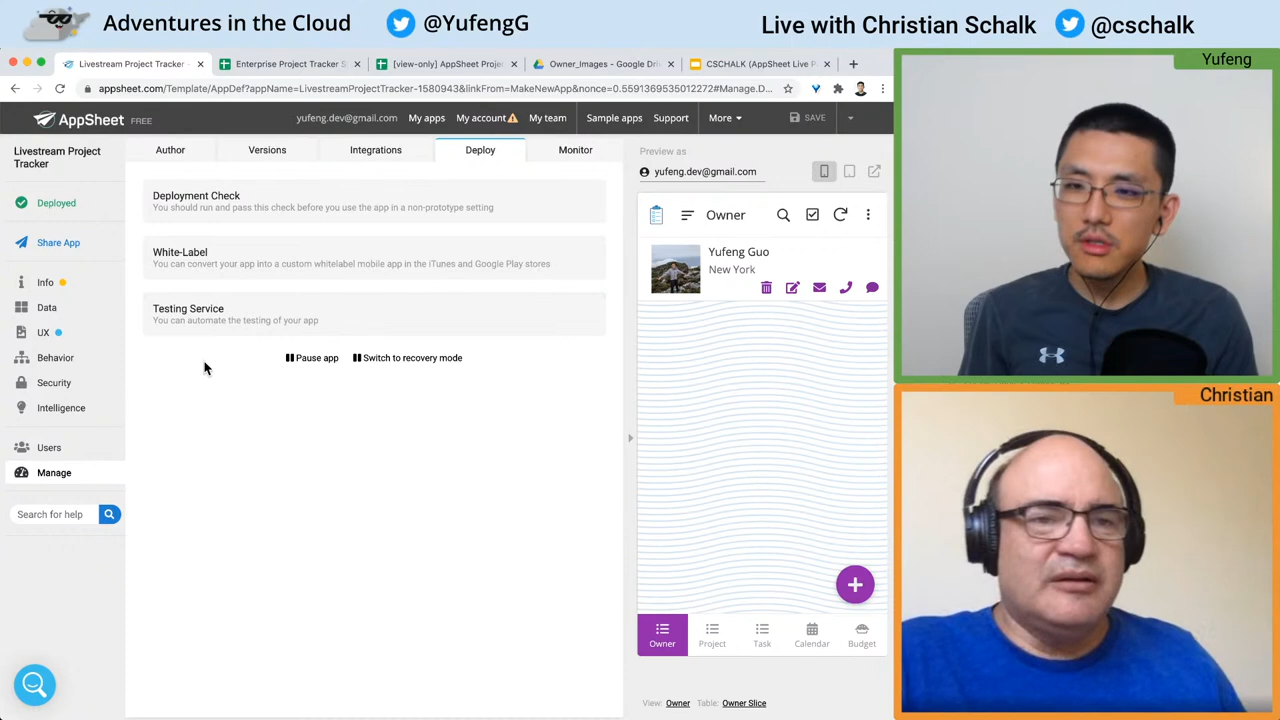 Adventures in the Cloud @YufengG Live with Christian Schalk @cschalk
Livestream Project Tracker - Enterprise Project Tracker S [view-only] AppSheet Projec Owner_Images - Google Driv CSCHALK (AppSheet Live P
appsheet.com/Template/AppDef?appName=LivestreamProjectTracker-1580943&linkFrom=MakeNewApp&nonce=0.5591369535012272#Manage.D...
AppSheet FREE yufeng.dev@gmail.com My apps My account My team Sample apps Support More SAVE
Livestream Project
Tracker
Deployed
Share App
Info
Data
UX
Behavior
Security
Intelligence
Users
Manage
Search for help
Author Versions Integrations Deploy Monitor
Deployment Check
You should run and pass this check before you use the app in a non-prototype setting
White-Label
You can convert your app into a custom whitelabel mobile app in the iTunes and Google Play stores
Testing Service
You can automate the testing of your app
Pause app Switch to recovery mode
Preview as
yufeng.dev@gmail.com
Owner
Yufeng Guo
New York
+
Owner Project Task Calendar Budget
View: Owner Table: Owner Slice
Yufeng
Christian